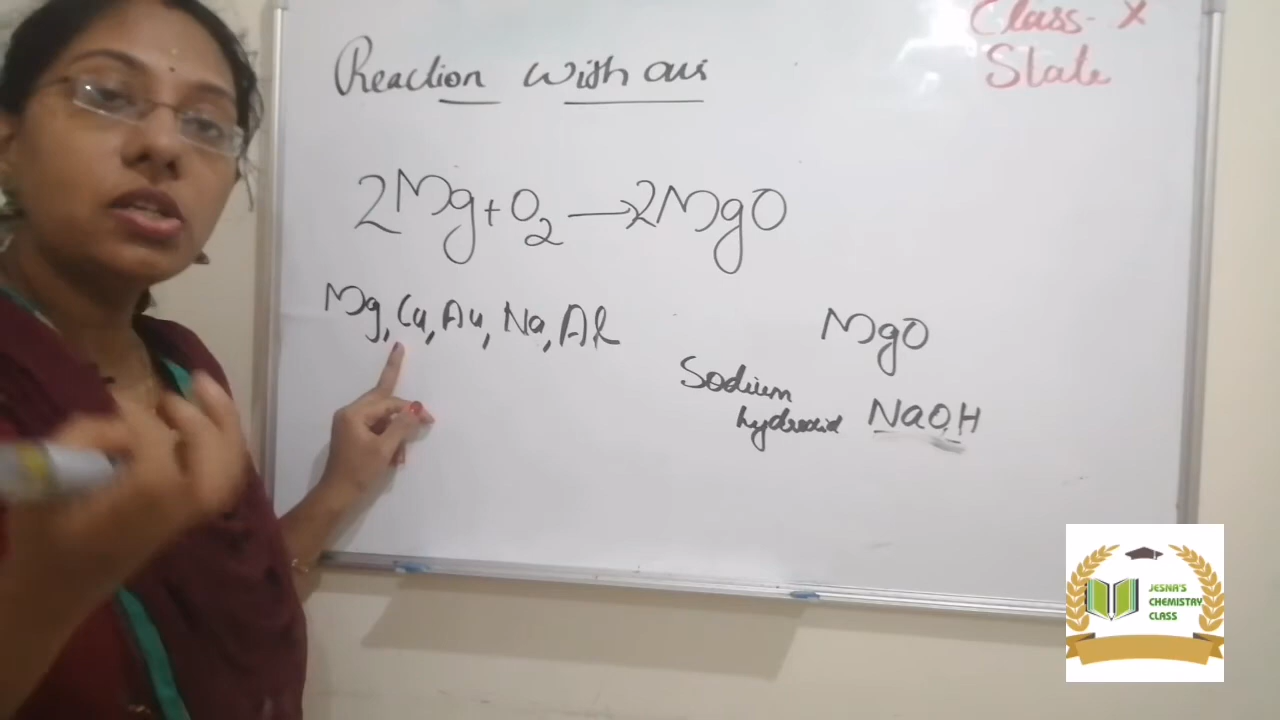 Class-X
State
Reaction with air
2Mg+O2→2MgO
Mg, Cu, Au, Na, Al
MgO
Sodium
hydroxid NaOH
JESNA'S
CHEMISTRY
CLASS